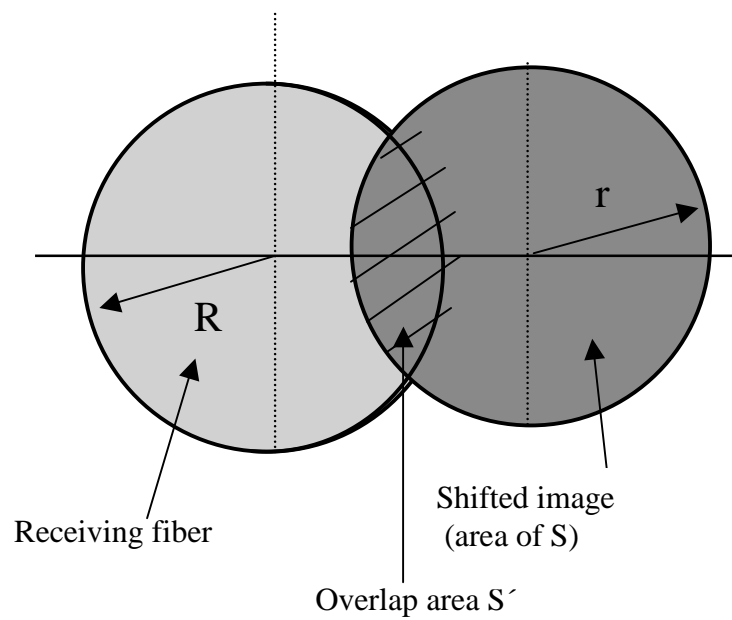 r
R
Receiving fiber
Shifted image
(area of S)
Overlap area S´